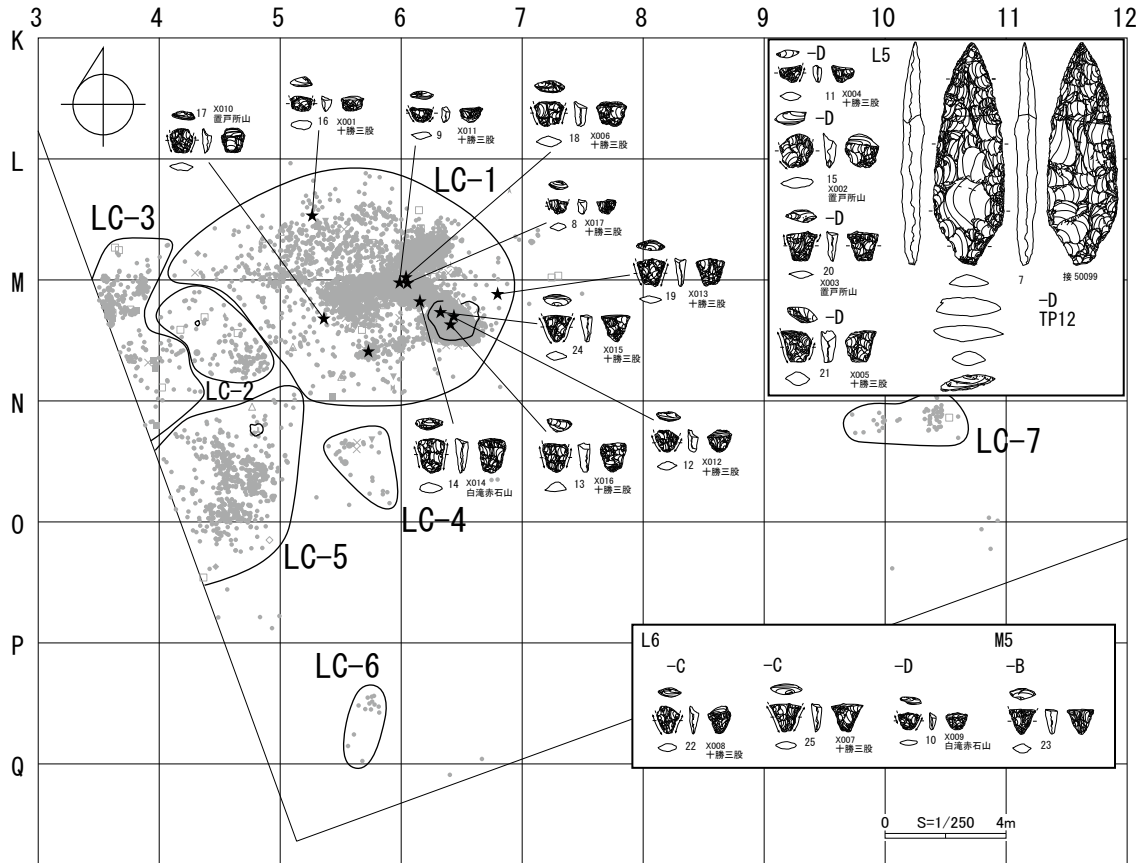 3 4 5 6 7 8 9 10 11 12
K
L
M
N
O
P
Q
17 X010
置戸所山
16 X001
十勝三股
9 X011
十勝三股
18 X006
十勝三股
8 X017
十勝三股
19 X013
十勝三股
24 X015
十勝三股
14 X014
白滝赤石山
13 X016
十勝三股
12 X012
十勝三股
LC-1
LC-2
LC-3
LC-4
LC-5
LC-6
LC-7
L5
-D
11 X004
十勝三股
-D
15
X002
置戸所山
-D
20
X003
置戸所山
-D
21 X005
十勝三股
7 接50099
-D
TP12
L6 M5
-C -C -D -B
22 X008
十勝三股
25 X007
十勝三股
10 X009
白滝赤石山
23
0 S=1/250 4m